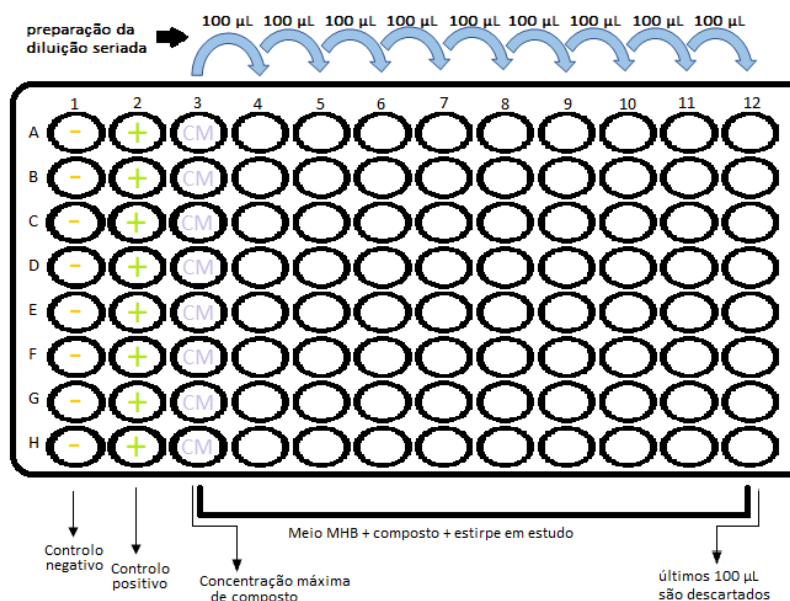 100 µL 100 µL 100 µL 100 µL 100 µL 100 µL 100 µL 100 µL 100 µL
preparação da
diluição seriada
1 2 3 4 5 6 7 8 9 10 11 12
A - + CM
B - + CM
C - + CM
D - + CM
E - + CM
F - + CM
G - + CM
H - + CM
Meio MHB + composto + estirpe em estudo
Controlo
negativo
Controlo
positivo
Concentração máxima
de composto
últimos 100 µL
são descartados